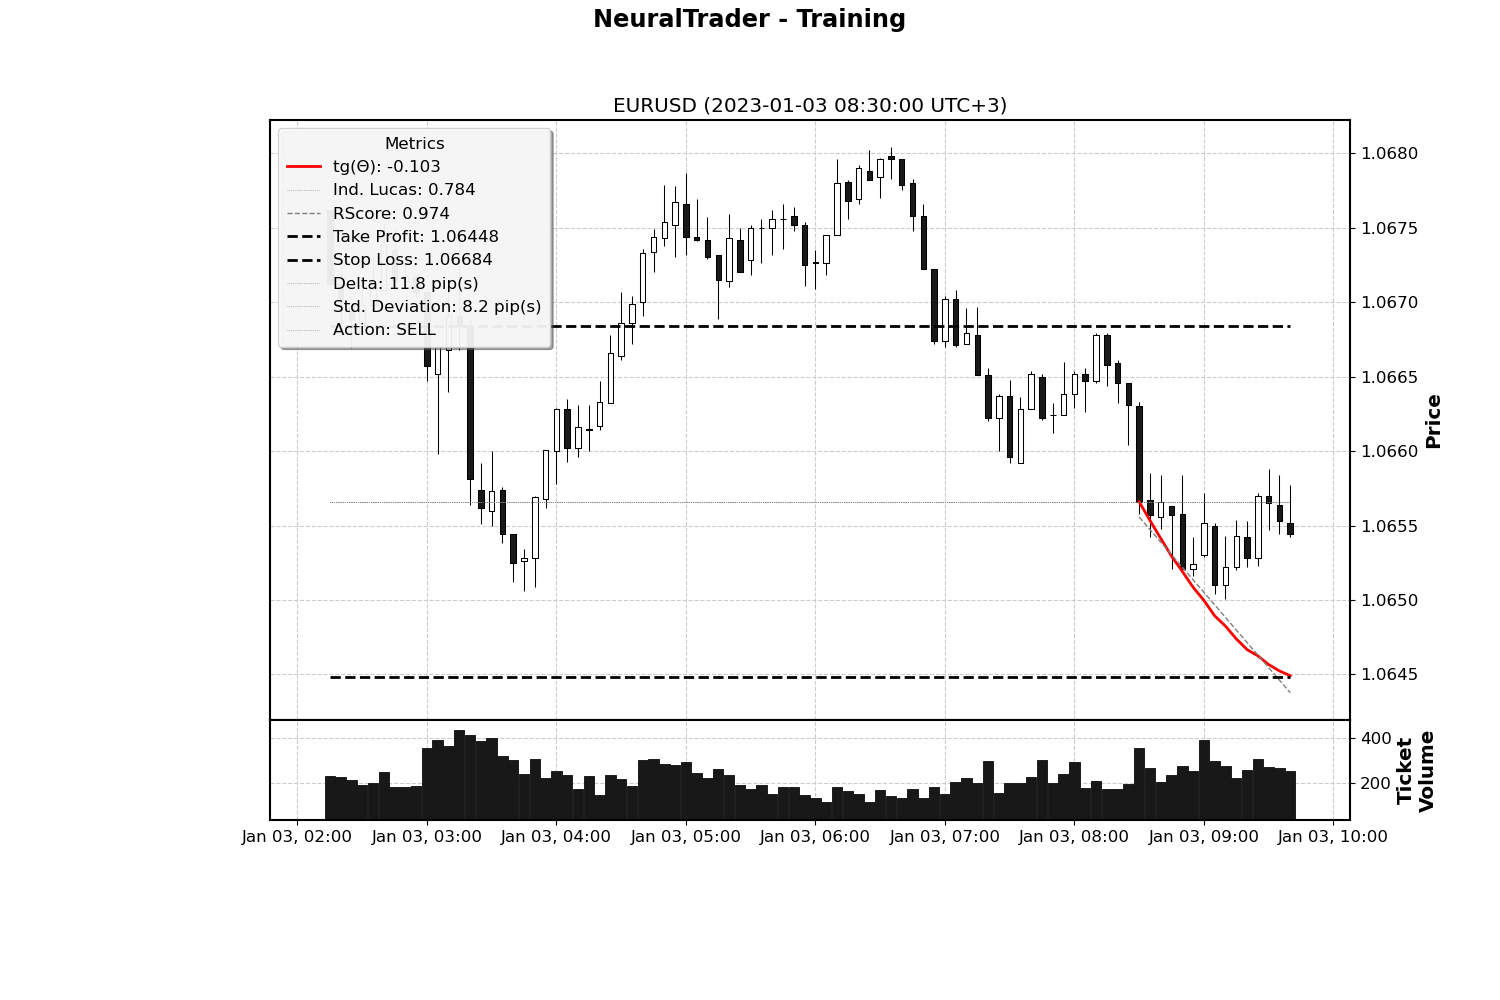 NeuralTrader - Training
EURUSD (2023-01-03 08:30:00 UTC+3)
Metrics
tg(Θ): -0.103
Ind. Lucas: 0.784
RScore: 0.974
Take Profit: 1.06448
Stop Loss: 1.06684
Delta: 11.8 pip(s)
Std. Deviation: 8.2 pip(s)
Action: SELL
1.0680
1.0675
1.0670
1.0665
1.0660
1.0655
1.0650
1.0645
Price
400
200
Ticket
Volume
Jan 03, 02:00
Jan 03, 03:00
Jan 03, 04:00
Jan 03, 05:00
Jan 03, 06:00
Jan 03, 07:00
Jan 03, 08:00
Jan 03, 09:00
Jan 03, 10:00